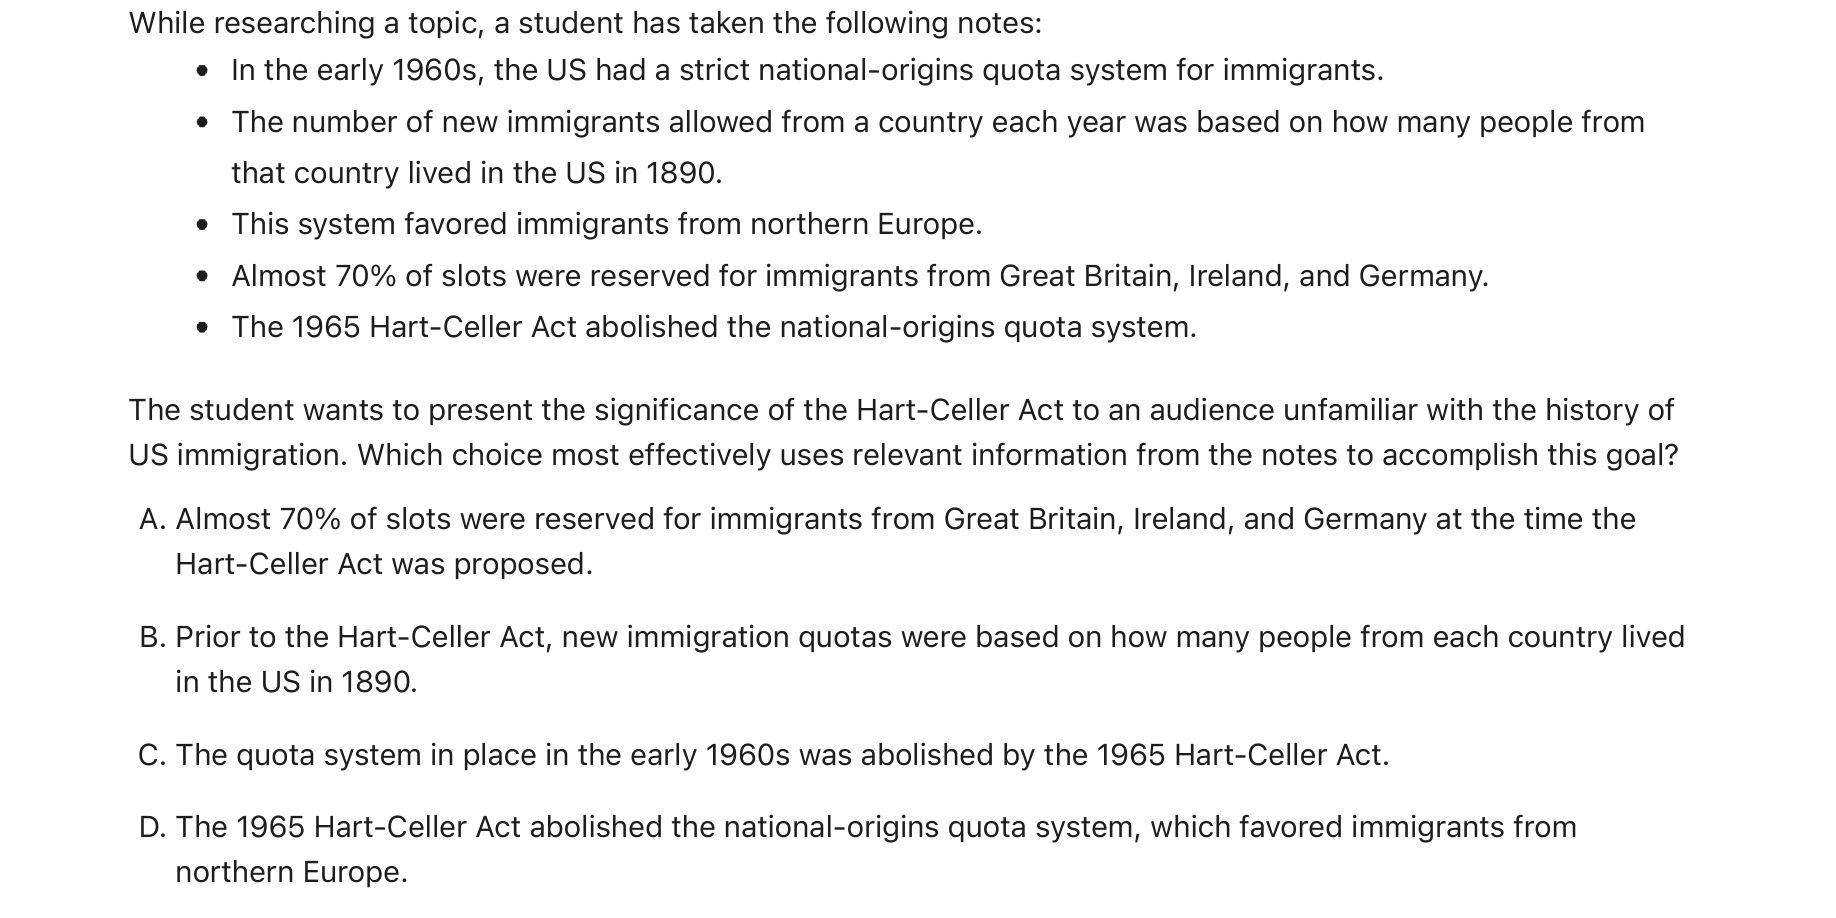 While researching a topic, a student has taken the following notes:
• In the early 1960s, the US had a strict national-origins quota system for immigrants.
• The number of new immigrants allowed from a country each year was based on how many people from
that country lived in the US in 1890.
• This system favored immigrants from northern Europe.
• Almost 70% of slots were reserved for immigrants from Great Britain, Ireland, and Germany.
• The 1965 Hart-Celler Act abolished the national-origins quota system.
The student wants to present the significance of the Hart-Celler Act to an audience unfamiliar with the history of
US immigration. Which choice most effectively uses relevant information from the notes to accomplish this goal?
A. Almost 70% of slots were reserved for immigrants from Great Britain, Ireland, and Germany at the time the
Hart-Celler Act was proposed.
B. Prior to the Hart-Celler Act, new immigration quotas were based on how many people from each country lived
in the US in 1890.
C. The quota system in place in the early 1960s was abolished by the 1965 Hart-Celler Act.
D. The 1965 Hart-Celler Act abolished the national-origins quota system, which favored immigrants from
northern Europe.